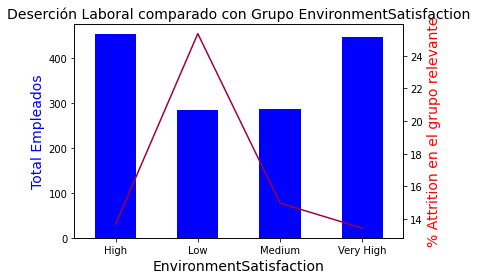 Deserción Laboral comparado con Grupo EnvironmentSatisfaction
Total Empleados
400
300
200
100
0
24
22
20
18
16
14
% Attrition en el grupo relevante
High Low Medium Very High
EnvironmentSatisfaction